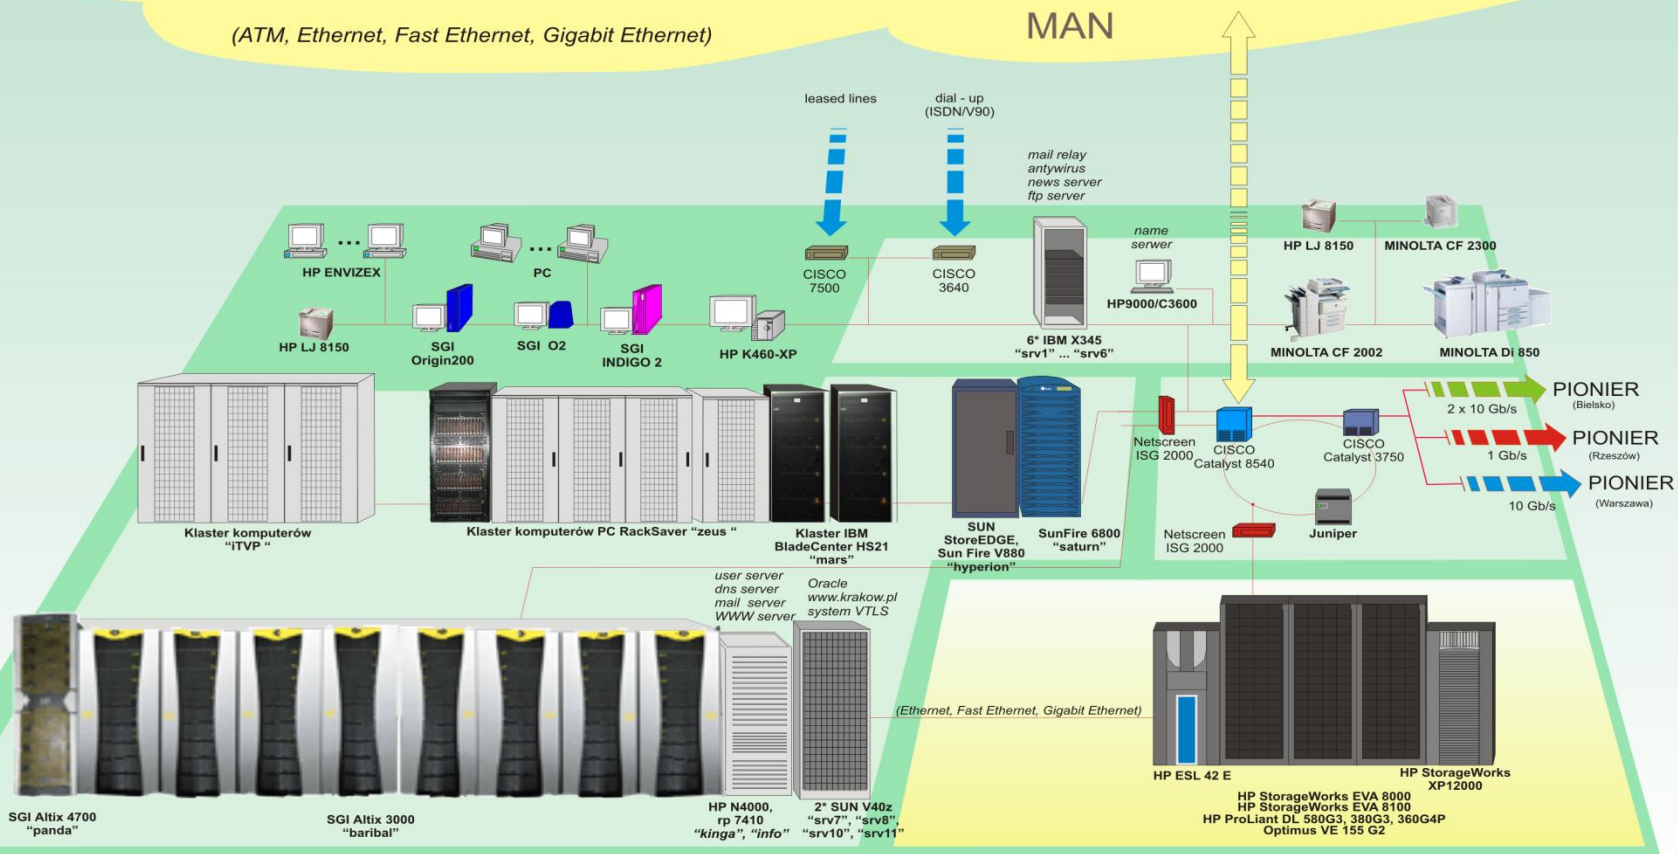 (ATM, Ethernet, Fast Ethernet, Gigabit Ethernet)
MAN
leased lines
dial - up
(ISDN/V90)
mail relay
antywirus
news server
ftp server
name
serwer
HP LJ 8150
MINOLTA CF 2300
HP ENVIZEX
...
PC
...
CISCO
7500
CISCO
3640
HP9000/C3600
HP LJ 8150
SGI
Origin200
SGI O2
SGI
INDIGO 2
HP K460-XP
6* IBM X345
“srv1” ... “srv6”
MINOLTA CF 2002
MINOLTA Di 850
PIONIER
(Bielsko)
2 x 10 Gb/s
PIONIER
(Rzeszów)
1 Gb/s
PIONIER
(Warszawa)
10 Gb/s
Netscreen
ISG 2000
CISCO
Catalyst 8540
CISCO
Catalyst 3750
Netscreen
ISG 2000
Juniper
Klaster komputerów
“iTVP “
Klaster komputerów PC RackSaver “zeus “
Klaster IBM
BladeCenter HS21
“mars”
SUN
StoreEDGE,
Sun Fire V880
“hyperion”
SunFire 6800
“saturn”
user server
dns server
mail server
WWW server
Oracle
www.krakow.pl
system VTLS
(Ethernet, Fast Ethernet, Gigabit Ethernet)
SGI Altix 4700
“panda”
SGI Altix 3000
“baribal”
HP N4000,
rp 7410
“kinga”, “info”
2* SUN V40z
“srv7”, “srv8”,
“srv10”, “srv11”
HP ESL 42 E
HP StorageWorks
XP12000
HP StorageWorks EVA 8000
HP StorageWorks EVA 8100
HP ProLiant DL 580G3, 380G3, 360G4P
Optimus VE 155 G2